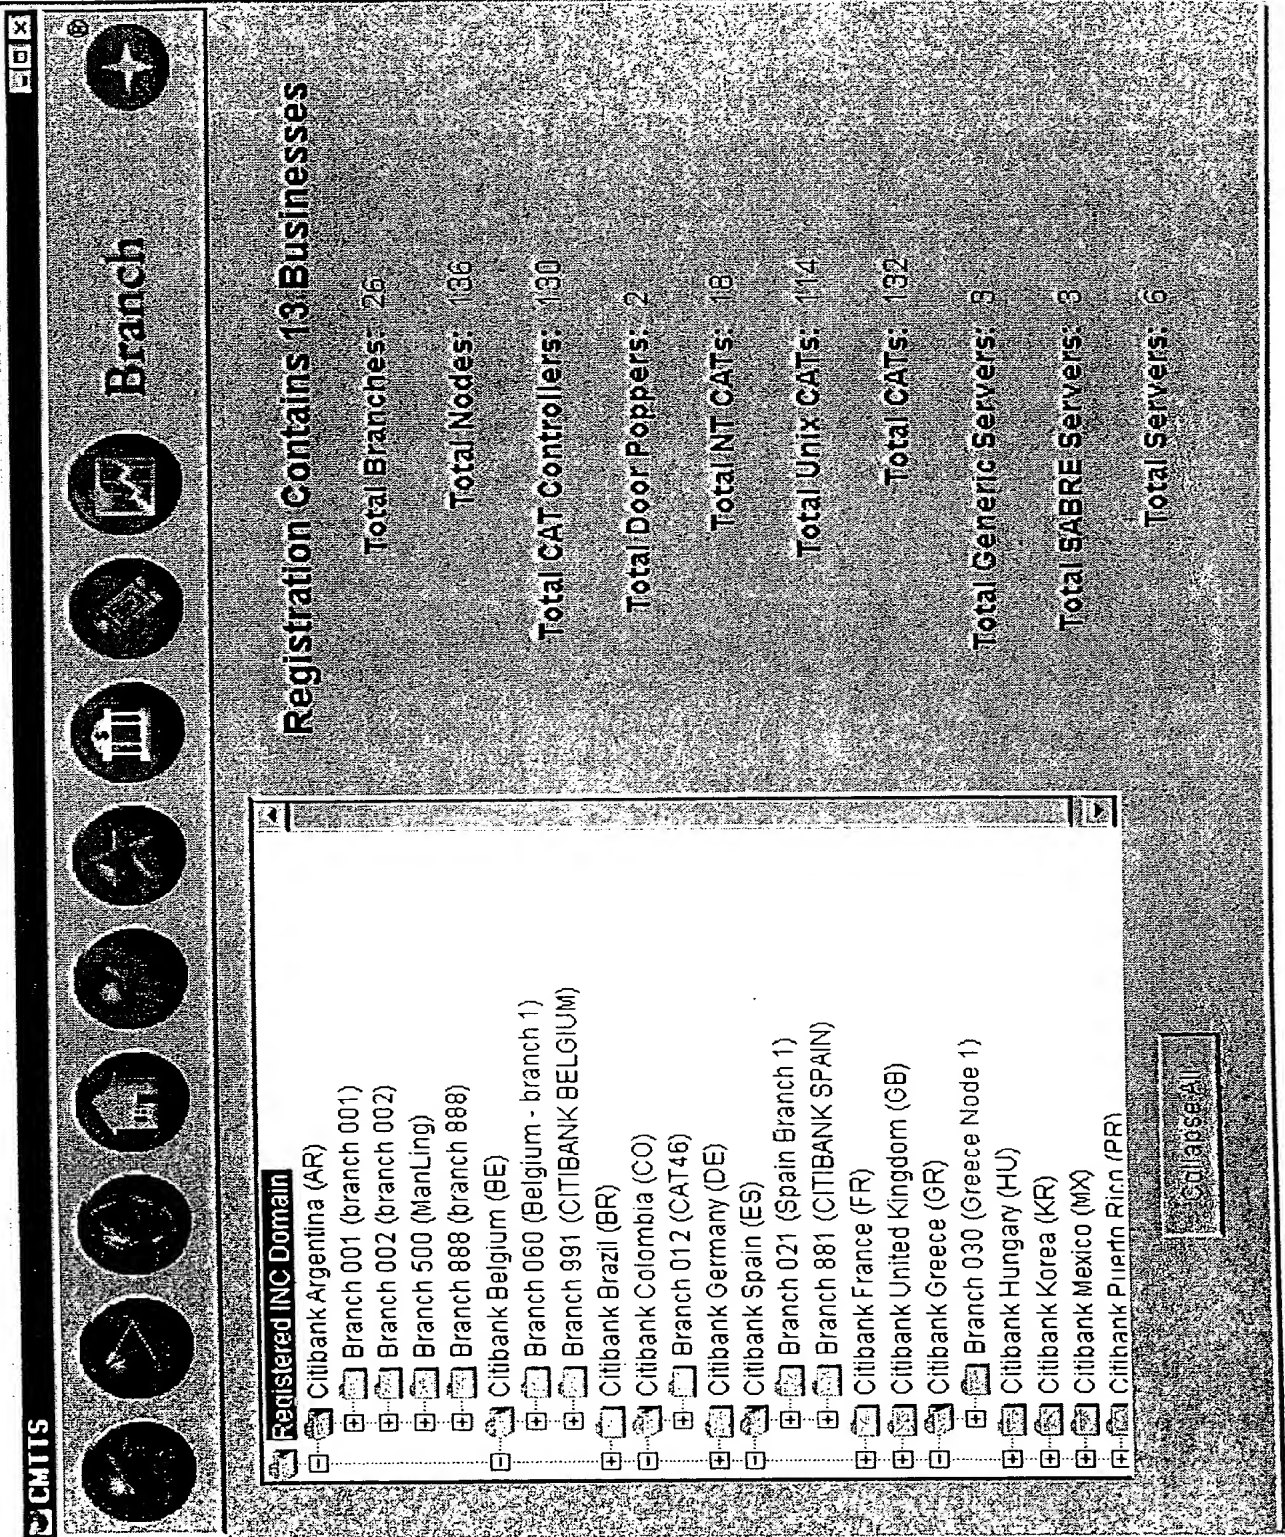 CMTTS
Branch
®
Registered INC Domain
Citibank Argentina (AR)
Branch 001 (branch 001)
Branch 002 (branch 002)
Branch 500 (ManLing)
Branch 888 (branch 888)
Citibank Belgium (BE)
Branch 060 (Belgium - branch 1)
Branch 991 (CITIBANK BELGIUM)
Citibank Brazil (BR)
Citibank Colombia (CO)
Branch 012 (CAT46)
Citibank Germany (DE)
Citibank Spain (ES)
Branch 021 (Spain Branch 1)
Branch 881 (CITIBANK SPAIN)
Citibank France (FR)
Citibank United Kingdom (GB)
Citibank Greece (GR)
Branch 030 (Greece Node 1)
Citibank Hungary (HU)
Citibank Korea (KR)
Citibank Mexico (MX)
Citibank Puerto Rico (PR)
Collapse All
Registration Contains 13 Businesses
Total Branches: 26
Total Nodes: 136
Total CAT Controllers: 130
Total Door Poppers: 2
Total NT CATs: 18
Total Unix CATs: 114
Total CATs: 132
Total Generic Servers: 3
Total SABRE Servers: 3
Total Servers: 6